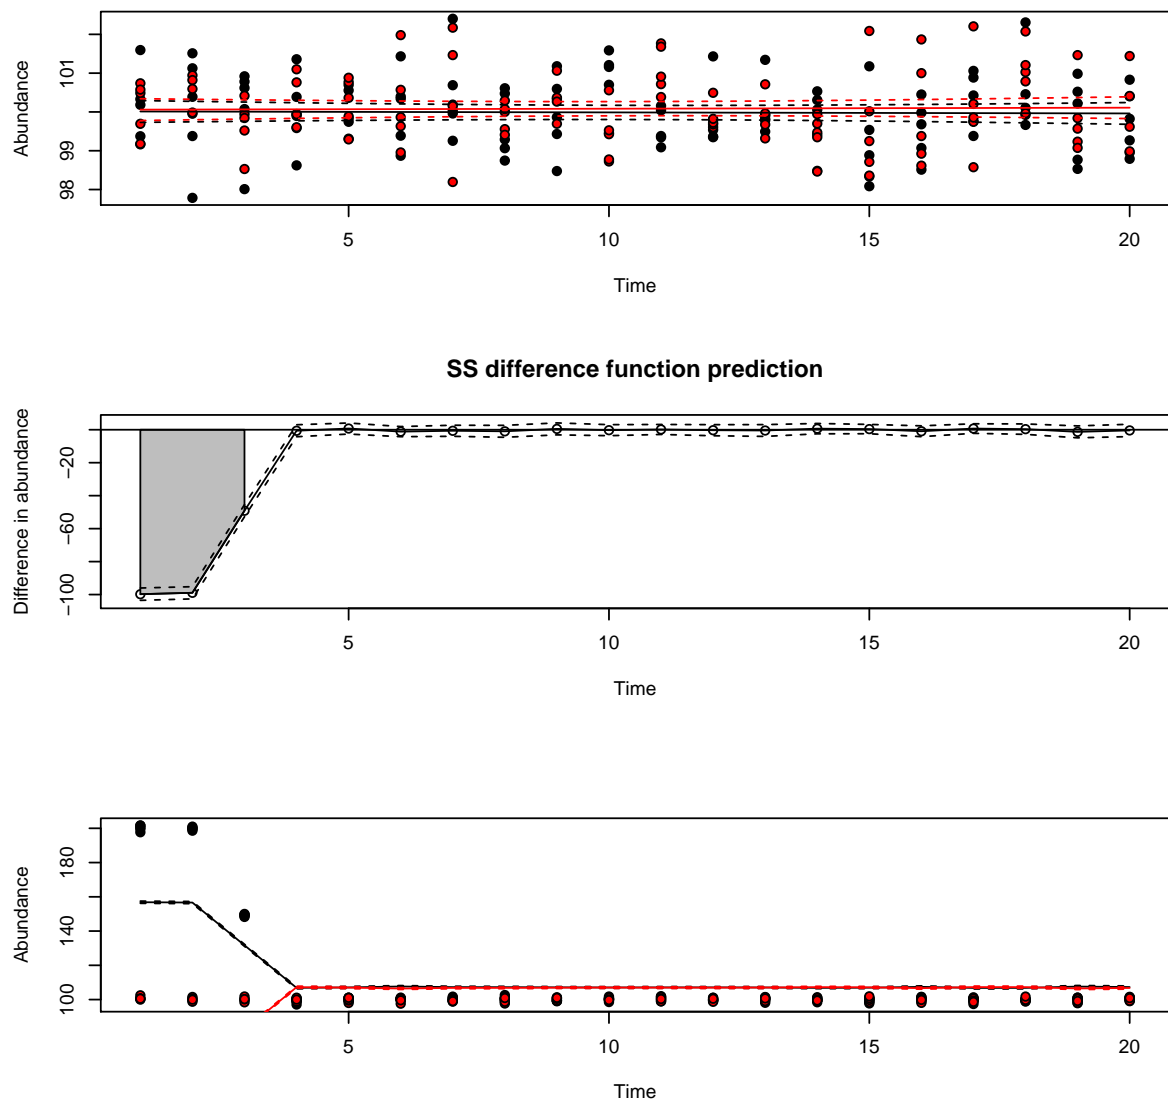 Abundance
98 99 101
5 10 15 20
Time
SS difference function prediction
Difference in abundance
−100 −60 −20
5 10 15 20
Time
Abundance
100 140 180
5 10 15 20
Time